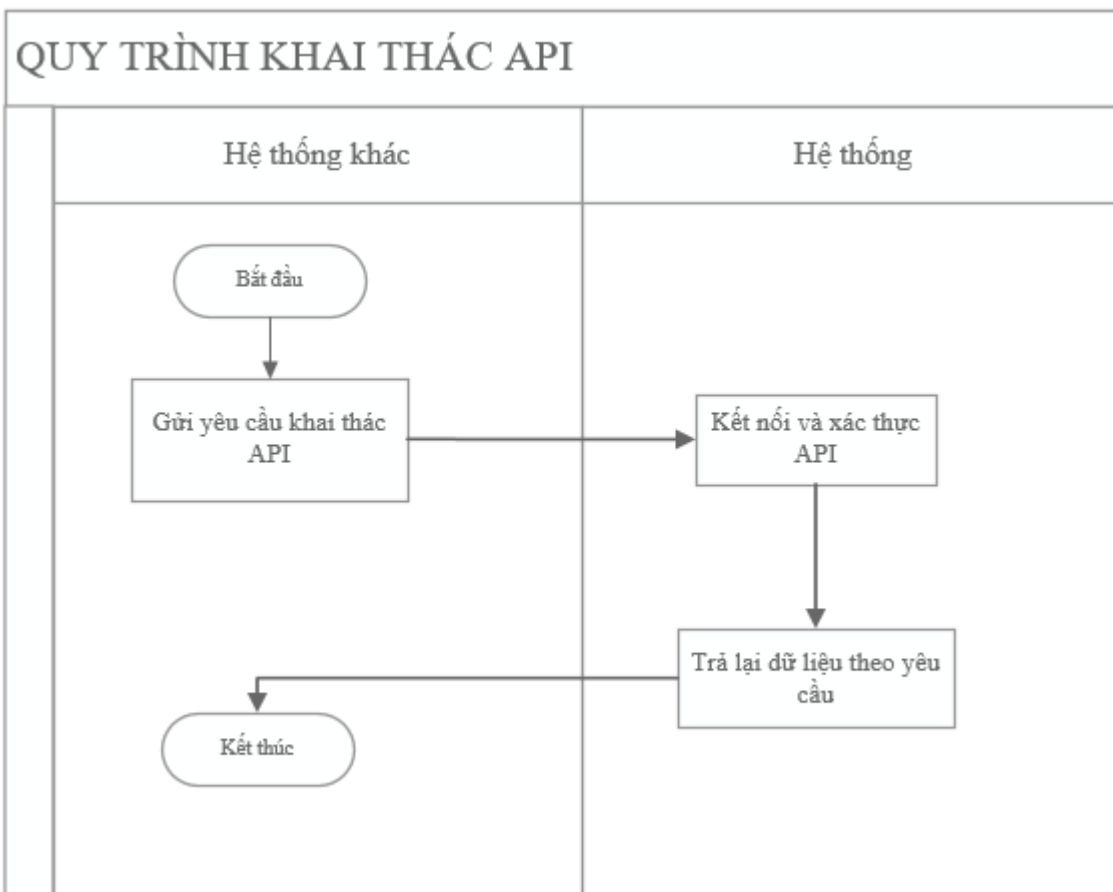 QUY TRÌNH KHAI THÁC API
Hệ thống khác
Hệ thống
Bắt đầu
Gửi yêu cầu khai thác
API
Kết nối và xác thực
API
Trả lại dữ liệu theo yêu
cầu
Kết thúc